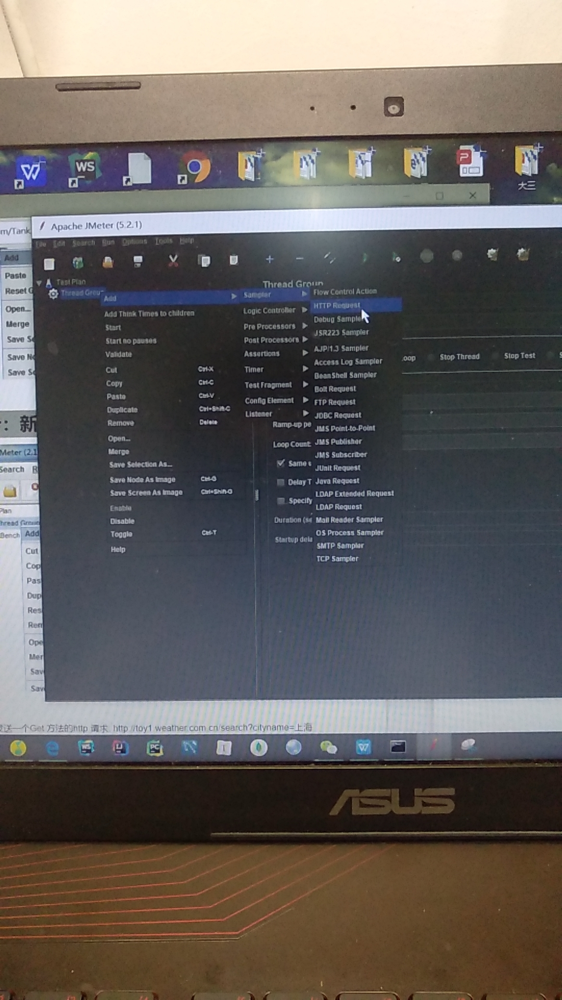 WS
P
大三
m/Tank
Apache JMeter (5.2.1)
File Edit Search Run Options Tools Help
Add
Paste
Reset
Open...
Merge
Save
Save
Save
Test Plan
Thread Group
Add
Add Think Times to children
Start
Start no pauses
Validate
Cut Ctrl-X
Copy Ctrl-C
Paste Ctrl-V
Duplicate Ctrl+Shift-C
Remove Delete
Open...
Merge
Save Selection As...
Save Node As Image Ctrl-G
Save Screen As Image Ctrl+Shift-G
Enable
Disable
Toggle Ctrl-T
Help
Sampler
Logic Controller
Pre Processors
Post Processors
Assertions
Timer
Test Fragment
Config Element
Listener
Flow Control Action
HTTP Request
Debug Sampler
JSR223 Sampler
AJP/1.3 Sampler
Access Log Sampler
BeanShell Sampler
Bolt Request
FTP Request
JDBC Request
JMS Point-to-Point
JMS Publisher
JMS Subscriber
JUnit Request
Java Request
LDAP Extended Request
LDAP Request
Mail Reader Sampler
OS Process Sampler
SMTP Sampler
TCP Sampler
oop Stop Thread Stop Test
Ramp-up pe
Loop Count:
Same u
Delay T
Specify
Duration (se
Startup dela
: 新
Meter (2.1
Search R
Plan
hread Group
Bench Add
Cut
Cop
Pas
Dup
Res
Rem
Ope
Mer
Sav
Sav
送一个Get 方法的http 请求 http://toy1.weather.com.cn/search?cityname=上海
WS IJ PC
ASUS